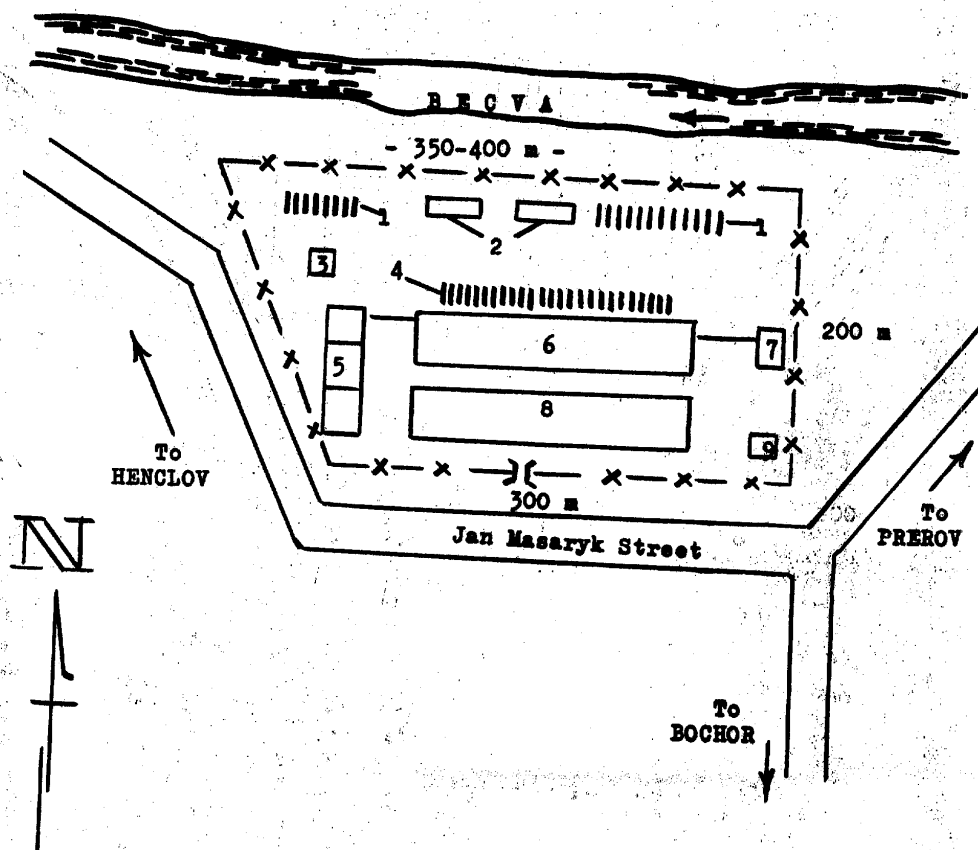 BECVA
- 350-400 m -
1
2
1
3
4
200 m
6
7
5
8
9
To
HENCLOV
300 m
Jan Masaryk Street
To
PREROV
N
To
BOCHOR